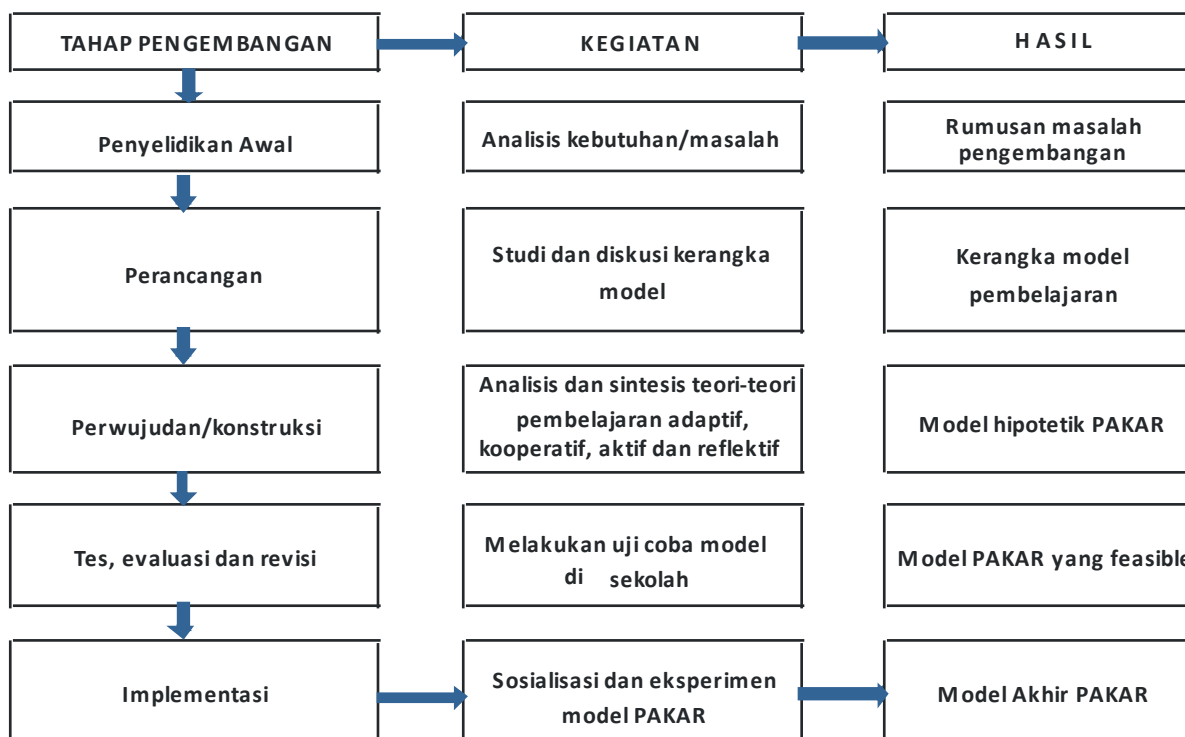 TAHAP PENGEMBANGAN
KEGIATAN
HASIL
Penyelidikan Awal
Analisis kebutuhan/masalah
Rumusan masalah
pengembangan
Perancangan
Studi dan diskusi kerangka
model
Kerangka model
pembelajaran
Perwujudan/konstruksi
Analisis dan sintesis teori-teori
pembelajaran adaptif,
kooperatif, aktif dan reflektif
Model hipotetik PAKAR
Tes, evaluasi dan revisi
Melakukan uji coba model
di sekolah
Model PAKAR yang feasible
Implementasi
Sosialisasi dan eksperimen
model PAKAR
Model Akhir PAKAR